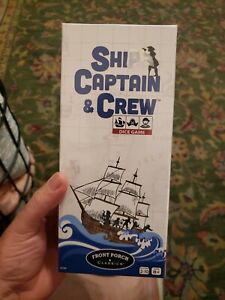 SHIP
CAPTAIN
& CREW
DICE GAME
FRONT PORCH
CLASSICS